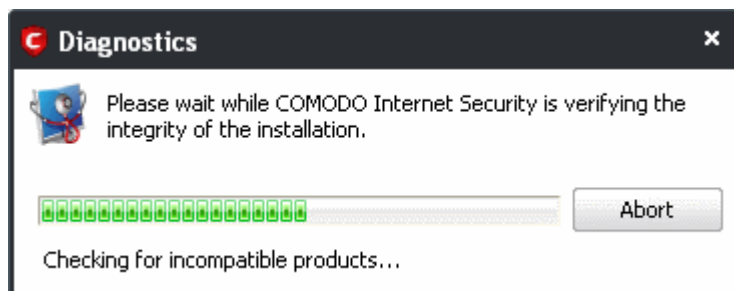 Diagnostics
Please wait while COMODO Internet Security is verifying the
integrity of the installation.
Abort
Checking for incompatible products...